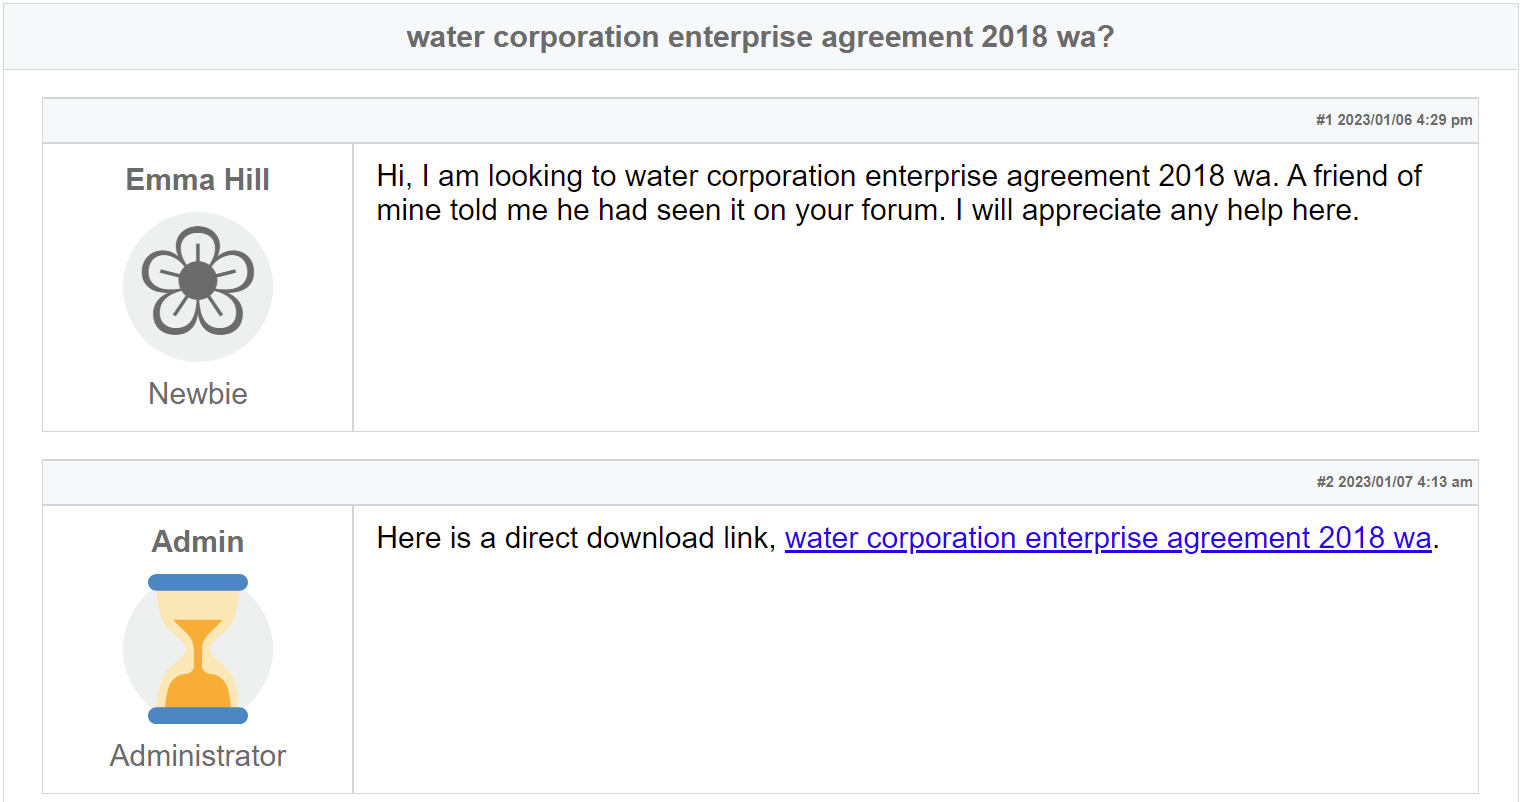 water corporation enterprise agreement 2018 wa?
#1 2023/01/06 4:29 pm
Emma Hill
Newbie
Hi, I am looking to water corporation enterprise agreement 2018 wa. A friend of
mine told me he had seen it on your forum. I will appreciate any help here.
#2 2023/01/07 4:13 am
Admin
Administrator
Here is a direct download link, water corporation enterprise agreement 2018 wa.